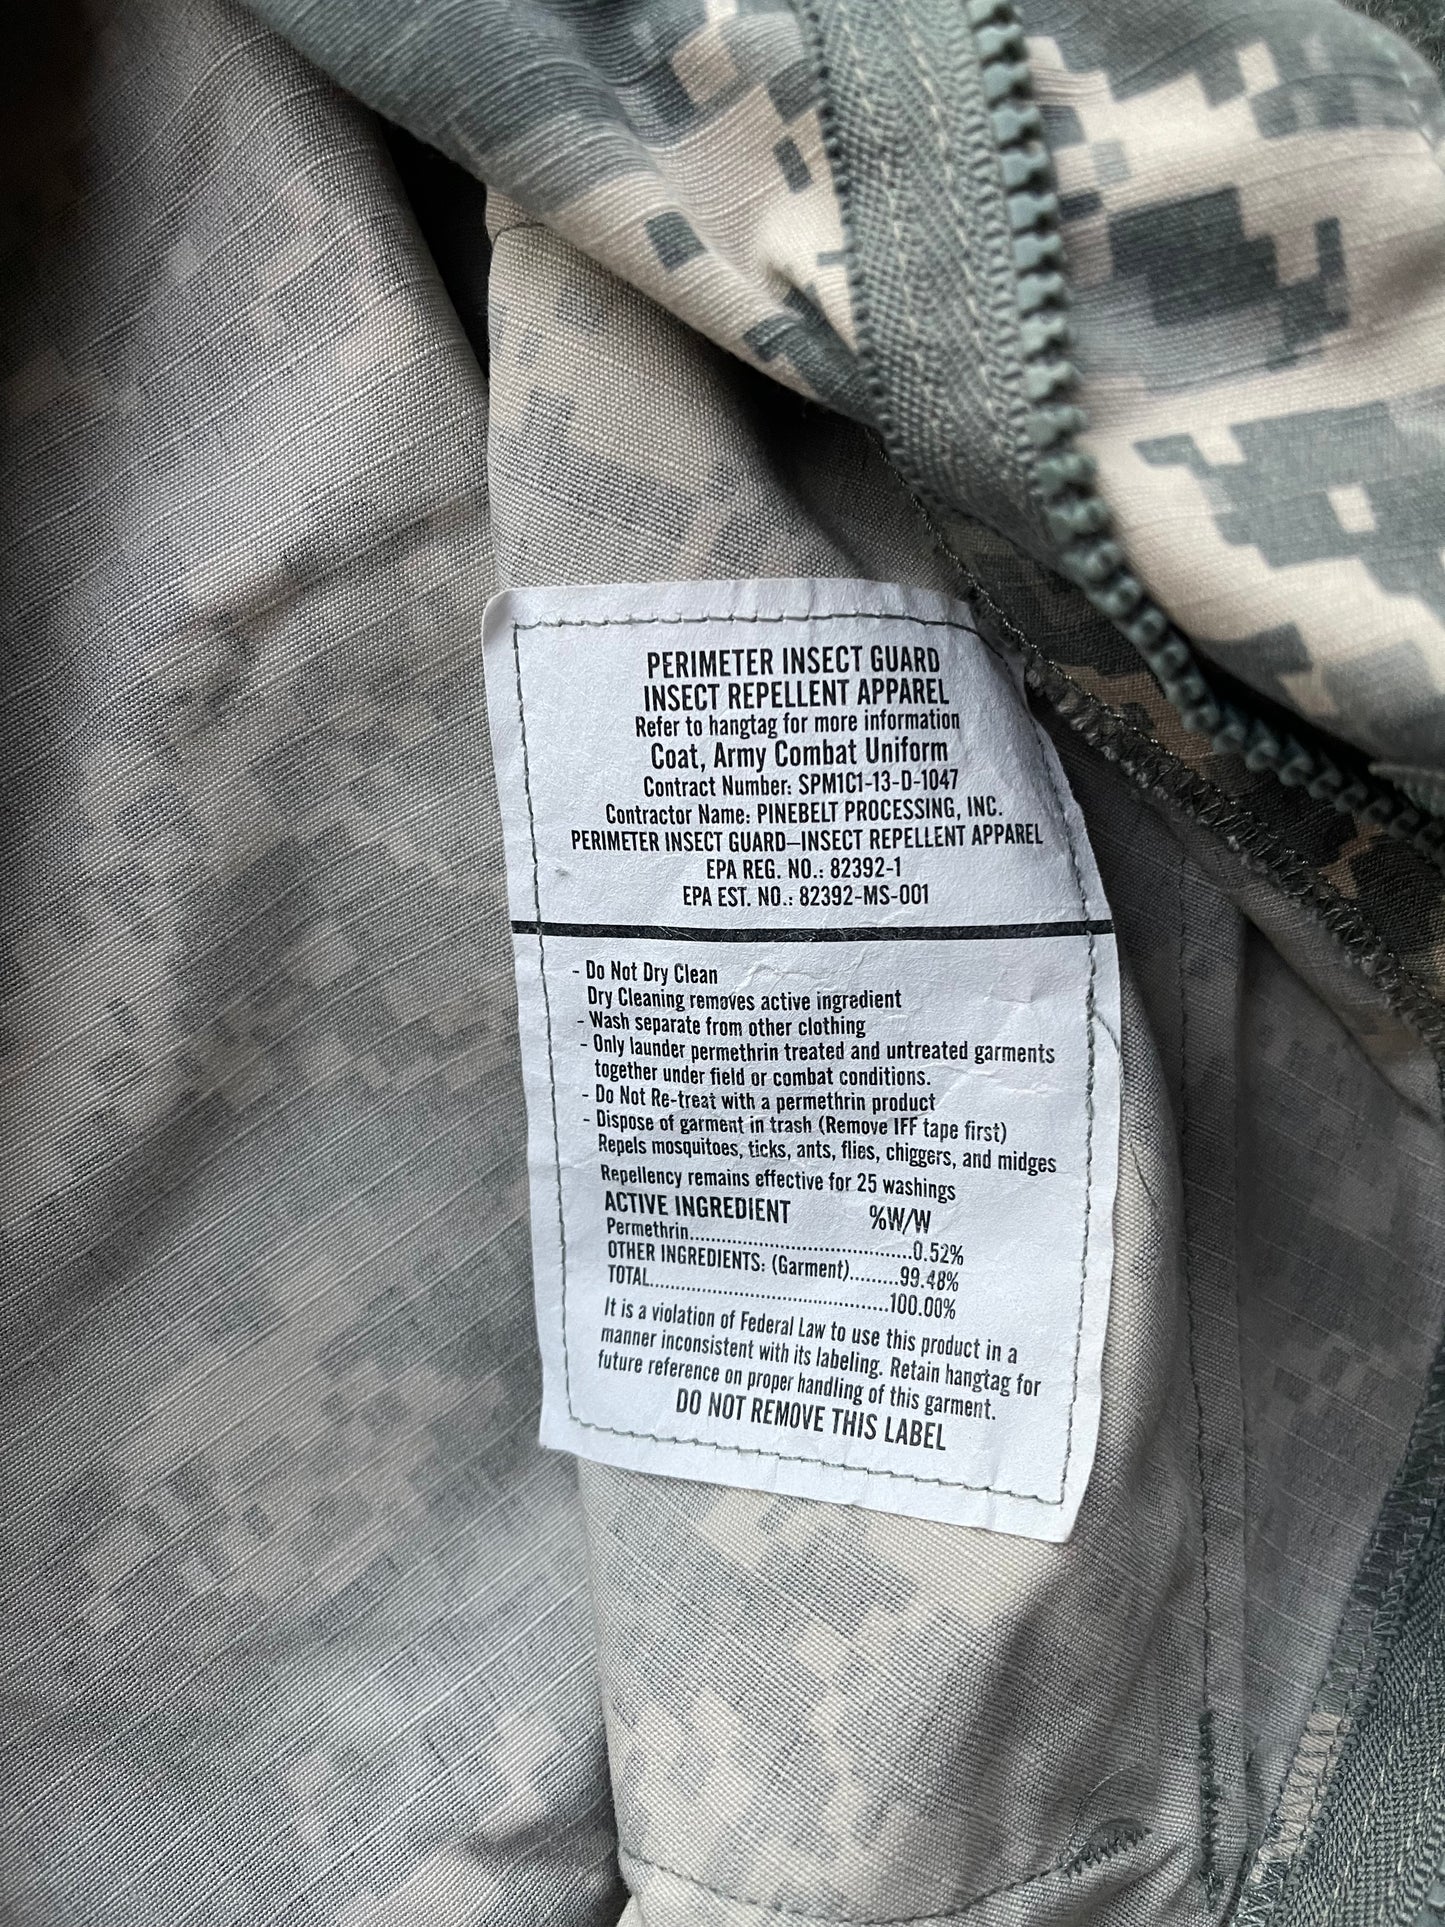 PERIMETER INSECT GUARD
INSECT REPELLENT APPAREL
Refer to hangtag for more information
Coat, Army Combat Uniform
Contract Number: SPM1C1-13-D-1047
Contractor Name: PINEBELT PROCESSING, INC.
PERIMETER INSECT GUARD–INSECT REPELLENT APPAREL
EPA REG. NO.: 82392-1
EPA EST. NO.: 82392-MS-001
- Do Not Dry Clean
Dry Cleaning removes active ingredient
- Wash separate from other clothing
- Only launder permethrin treated and untreated garments
together under field or combat conditions.
- Do Not Re-treat with a permethrin product
- Dispose of garment in trash (Remove IFF tape first)
Repels mosquitoes, ticks, ants, flies, chiggers, and midges
Repellency remains effective for 25 washings
ACTIVE INGREDIENT %W/W
Permethrin..........................................0.52%
OTHER INGREDIENTS: (Garment).........99.48%
TOTAL.............................................100.00%
It is a violation of Federal Law to use this product in a
manner inconsistent with its labeling. Retain hangtag for
future reference on proper handling of this garment.
DO NOT REMOVE THIS LABEL